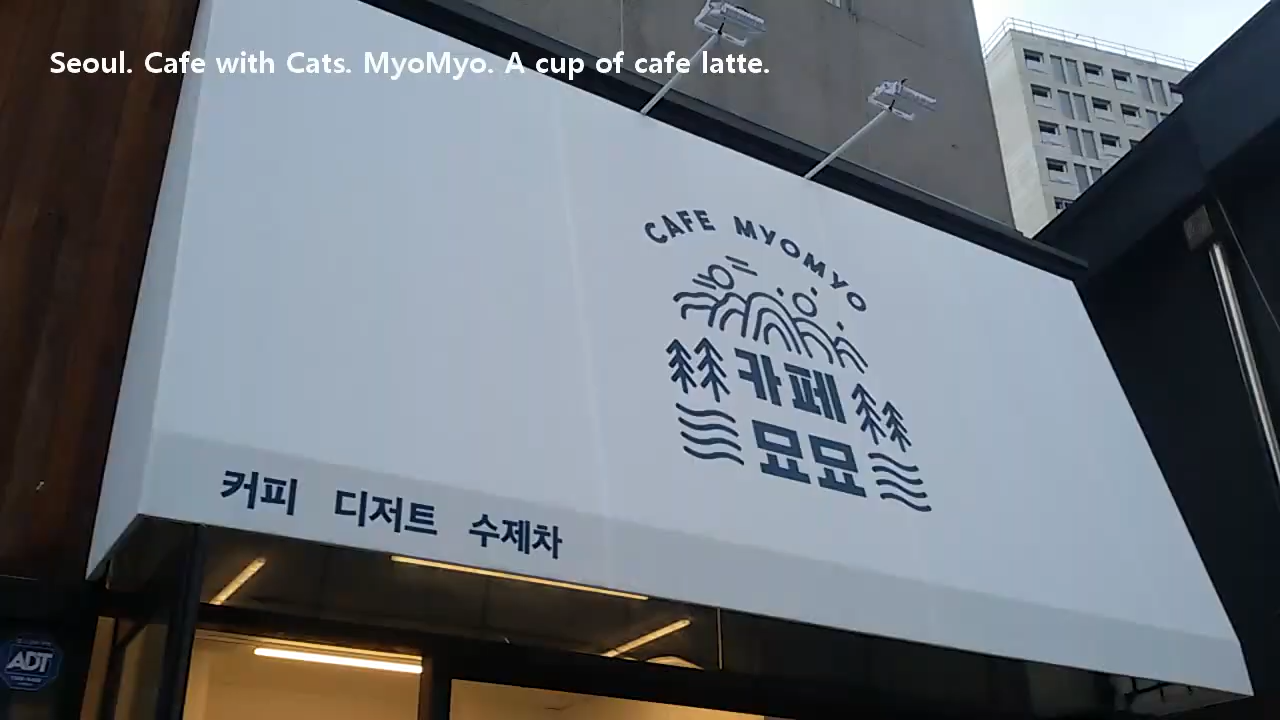 Seoul. Cafe with Cats. MyoMyo. A cup of cafe latte.
CAFE MYOMYO
카페
묘묘
커피 디저트 수제차
ADT